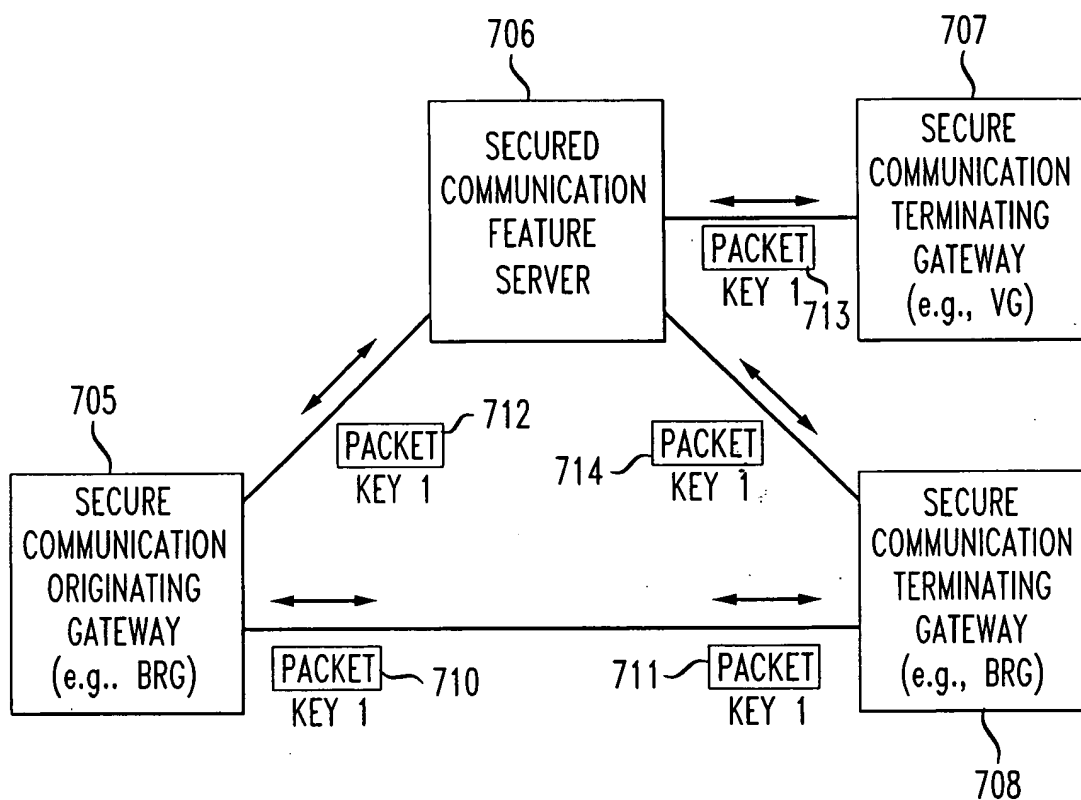 706
707
SECURED
COMMUNICATION
FEATURE
SERVER
SECURE
COMMUNICATION
TERMINATING
GATEWAY
(e.g., VG)
PACKET
KEY 1
713
705
PACKET
KEY 1
712
714
PACKET
KEY 1
SECURE
COMMUNICATION
ORIGINATING
GATEWAY
(e.g.. BRG)
SECURE
COMMUNICATION
TERMINATING
GATEWAY
(e.g., BRG)
PACKET
KEY 1
710
711
PACKET
KEY 1
708